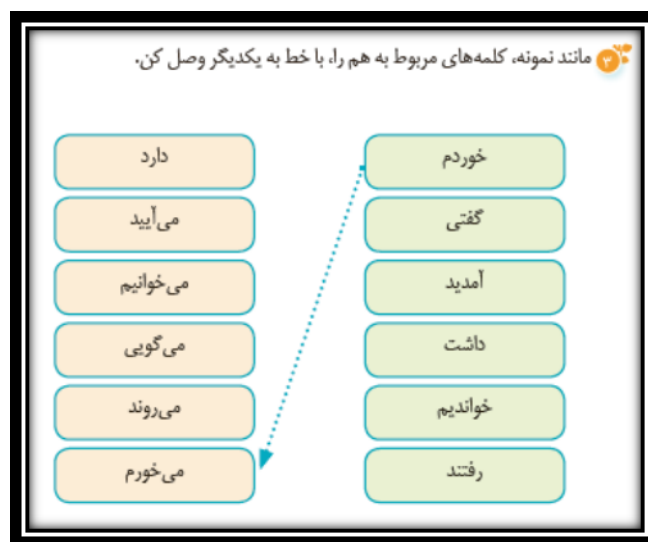 ۳ مانند نمونه، کلمه‌های مربوط به هم را، با خط به یکدیگر وصل کن.
خوردم
دارد
گفتی
می‌آیید
آمدید
می‌خوانیم
داشت
می‌گویی
خواندیم
می‌روند
رفتند
می‌خورم